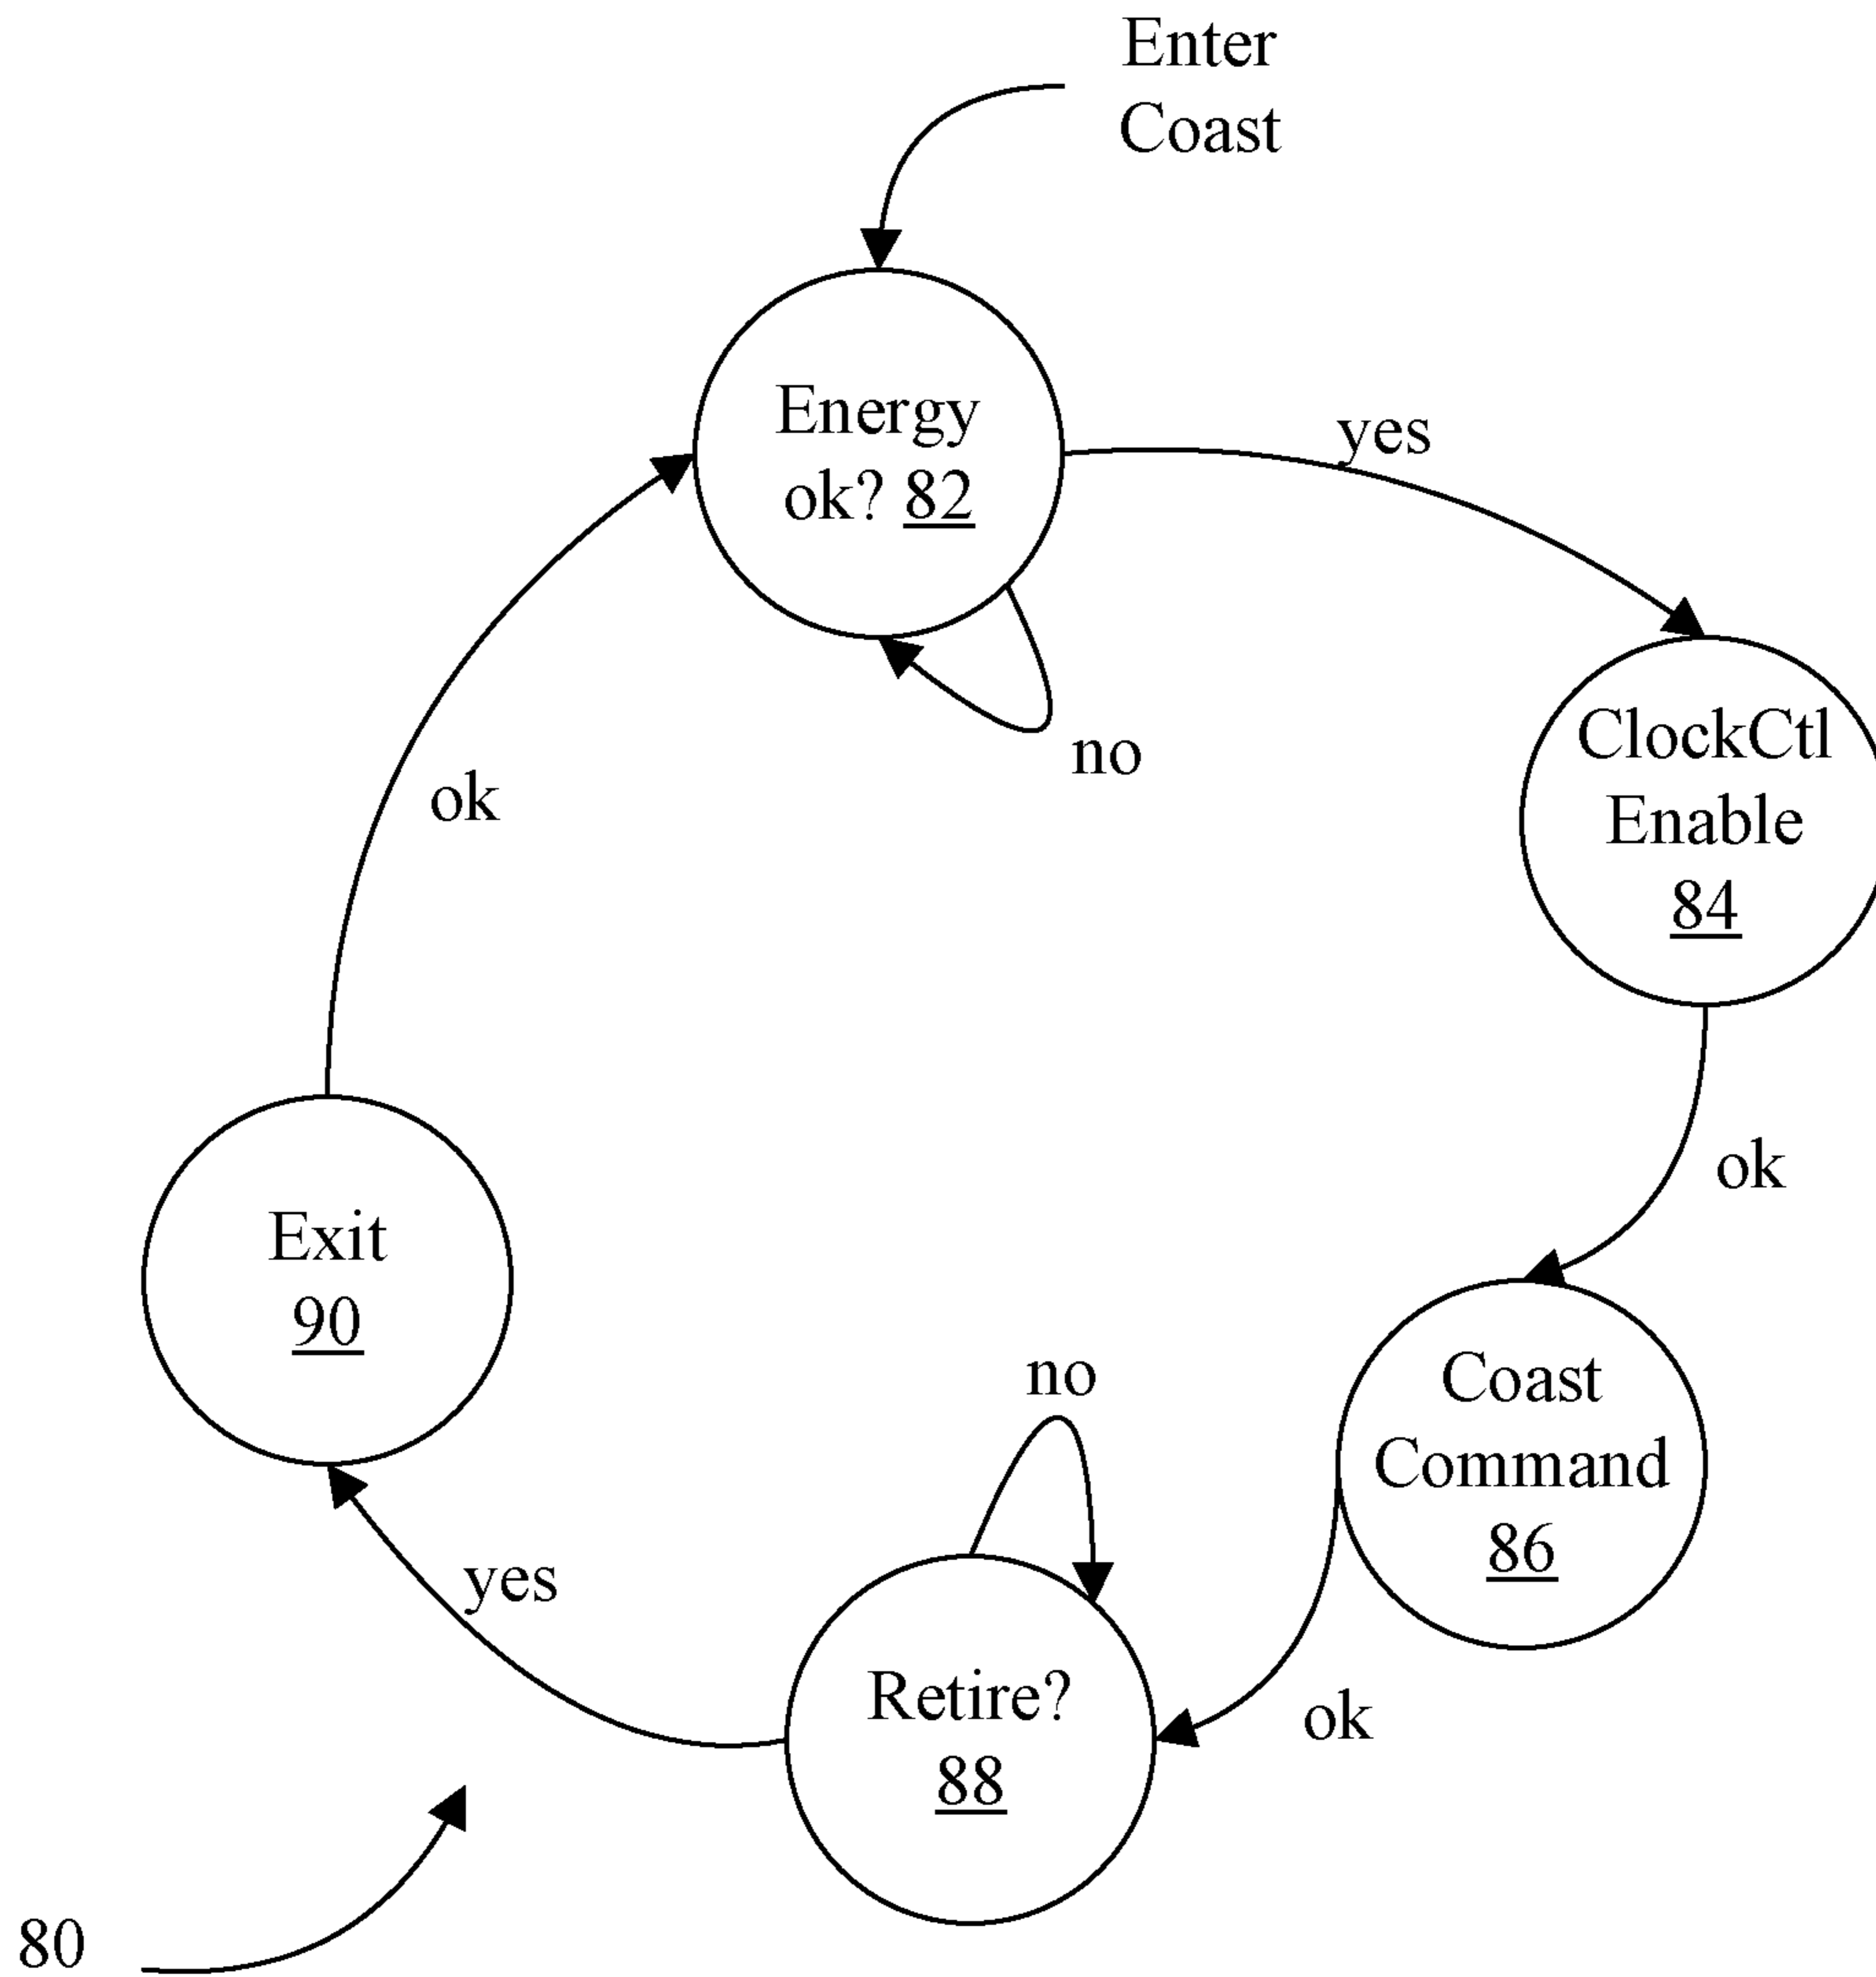 Enter
Coast
Energy
ok? 82
yes
no
ClockCtl
Enable
84
ok
ok
Exit
90
no
Coast
Command
86
yes
Retire?
88
ok
80